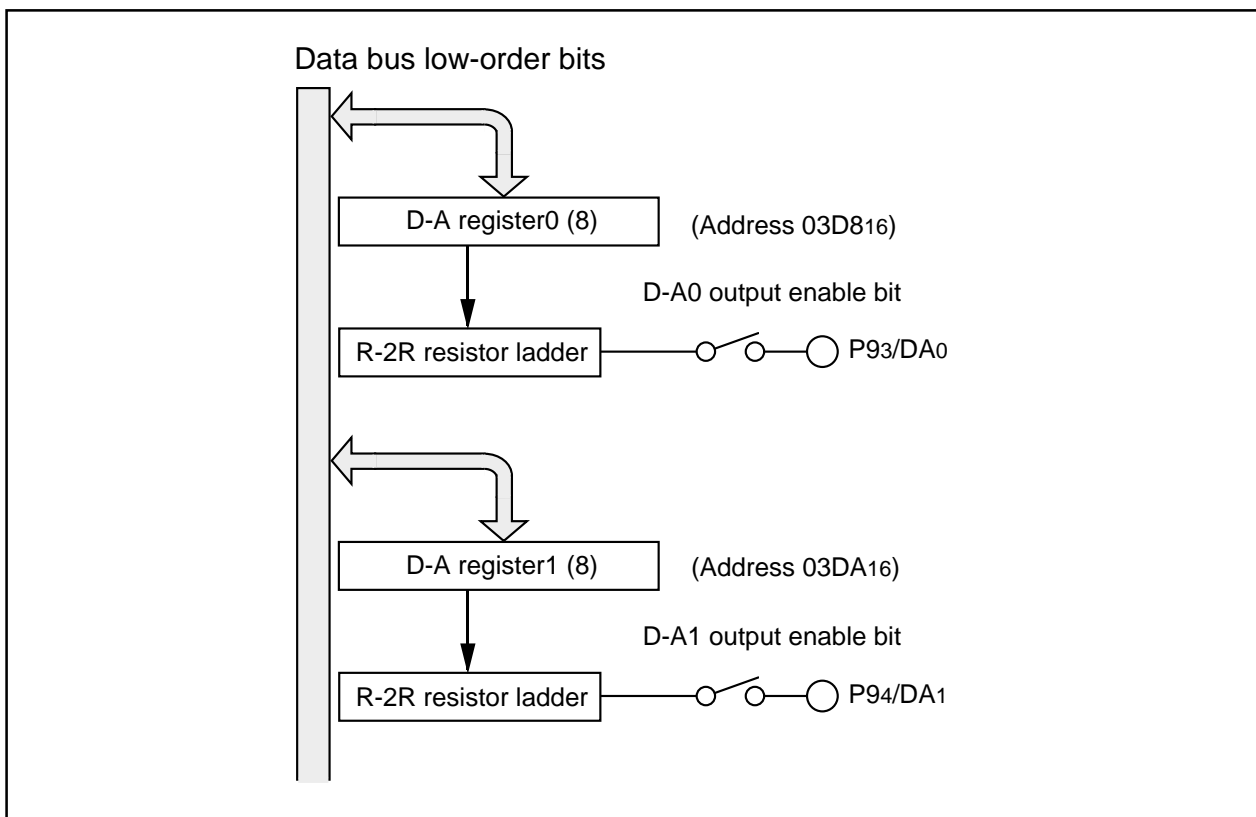 Data bus low-order bits
D-A register0 (8)
(Address 03D816)
D-A0 output enable bit
R-2R resistor ladder
P93/DA0
D-A register1 (8)
(Address 03DA16)
D-A1 output enable bit
R-2R resistor ladder
P94/DA1